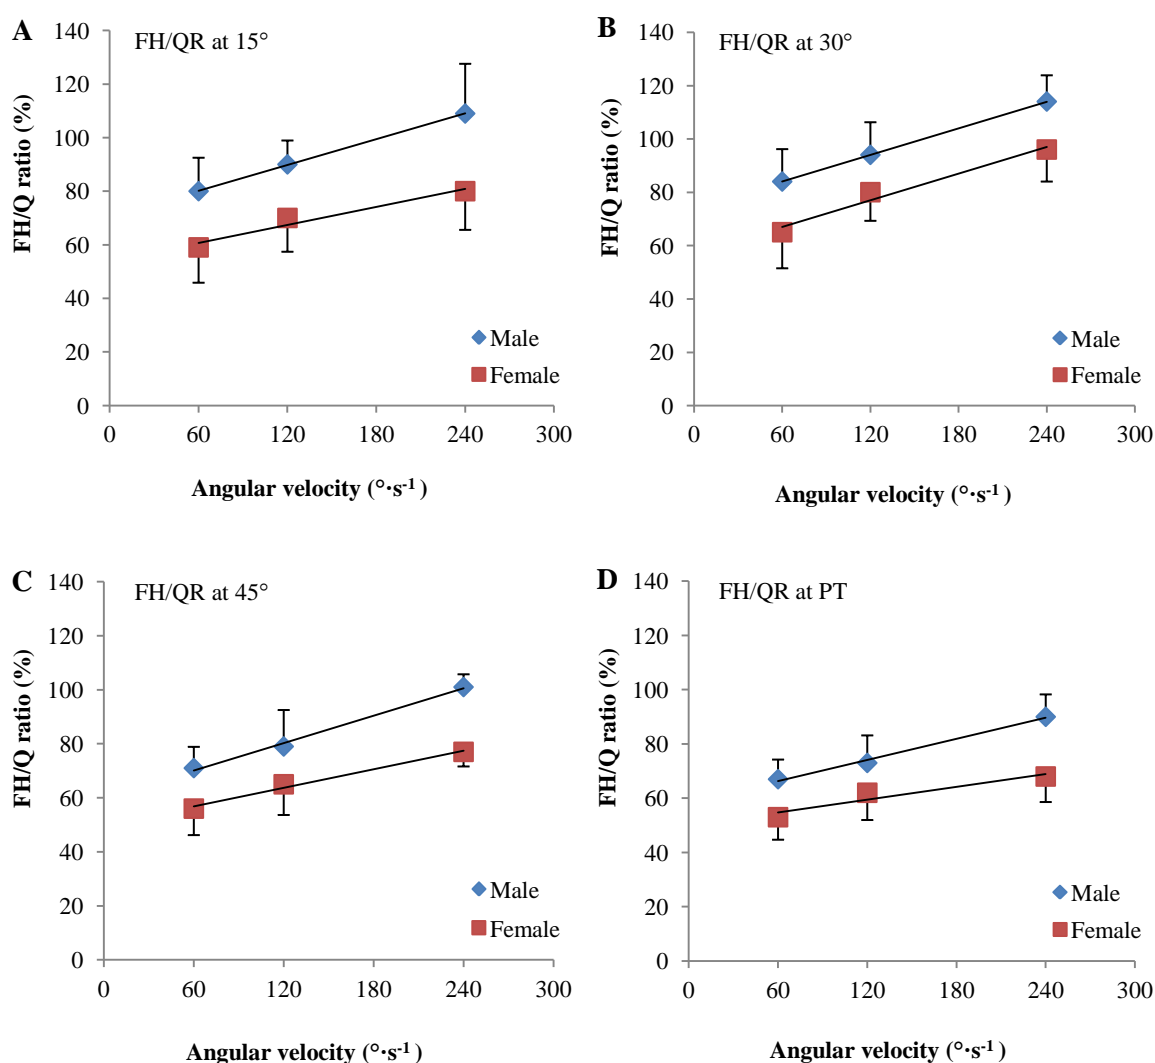 A
FH/QR at 15°
FH/Q ratio (%)
140
120
100
80
60
40
20
0
Male
Female
0 60 120 180 240 300
Angular velocity (°·s-1 )
B
FH/QR at 30°
FH/Q ratio (%)
140
120
100
80
60
40
20
0
Male
Female
0 60 120 180 240 300
Angular velocity (°·s-1 )
C
FH/QR at 45°
FH/Q ratio (%)
140
120
100
80
60
40
20
0
Male
Female
0 60 120 180 240 300
Angular velocity (°·s-1 )
D
FH/QR at PT
FH/Q ratio (%)
140
120
100
80
60
40
20
0
Male
Female
0 60 120 180 240 300
Angular velocity (°·s-1 )